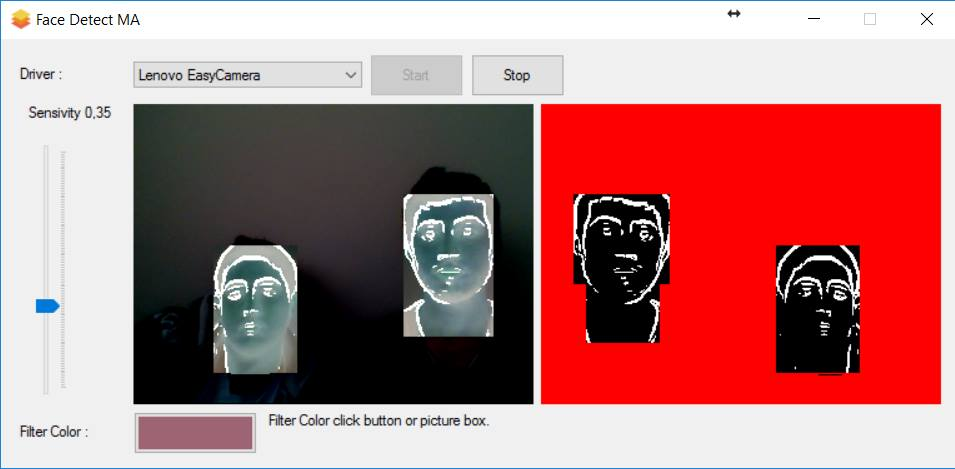 Face Detect MA
Driver :
Lenovo EasyCamera
Start
Stop
Sensivity 0,35
Filter Color :
Filter Color click button or picture box.